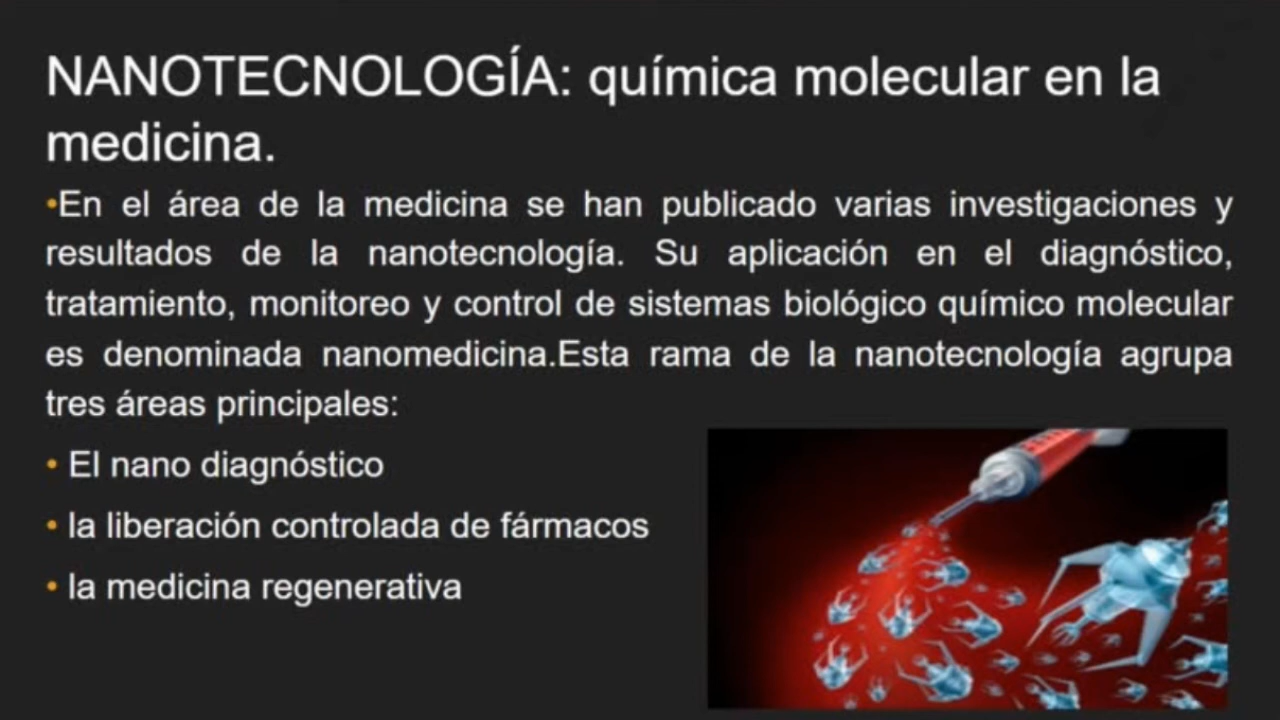 NANOTECNOLOGÍA: química molecular en la
medicina.
•En el área de la medicina se han publicado varias investigaciones y
resultados de la nanotecnología. Su aplicación en el diagnóstico,
tratamiento, monitoreo y control de sistemas biológico químico molecular
es denominada nanomedicina.Esta rama de la nanotecnología agrupa
tres áreas principales:
• El nano diagnóstico
• la liberación controlada de fármacos
• la medicina regenerativa